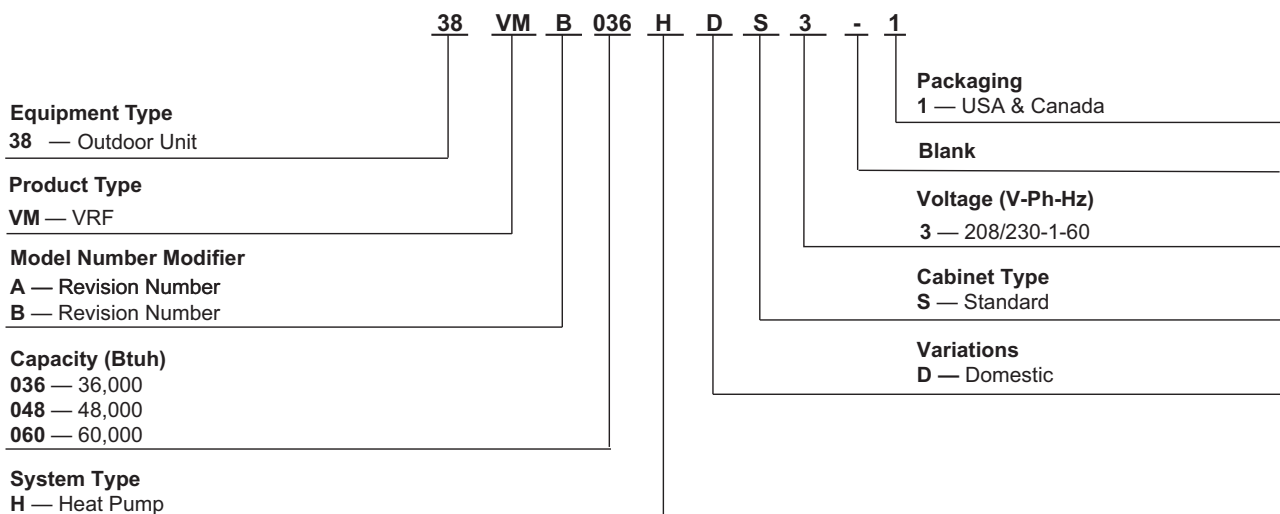 38 VM B 036 H D S 3 - 1
Equipment Type
38 — Outdoor Unit
Product Type
VM — VRF
Model Number Modifier
A — Revision Number
B — Revision Number
Capacity (Btuh)
036 — 36,000
048 — 48,000
060 — 60,000
System Type
H — Heat Pump
Packaging
1 — USA & Canada
Blank
Voltage (V-Ph-Hz)
3 — 208/230-1-60
Cabinet Type
S — Standard
Variations
D — Domestic